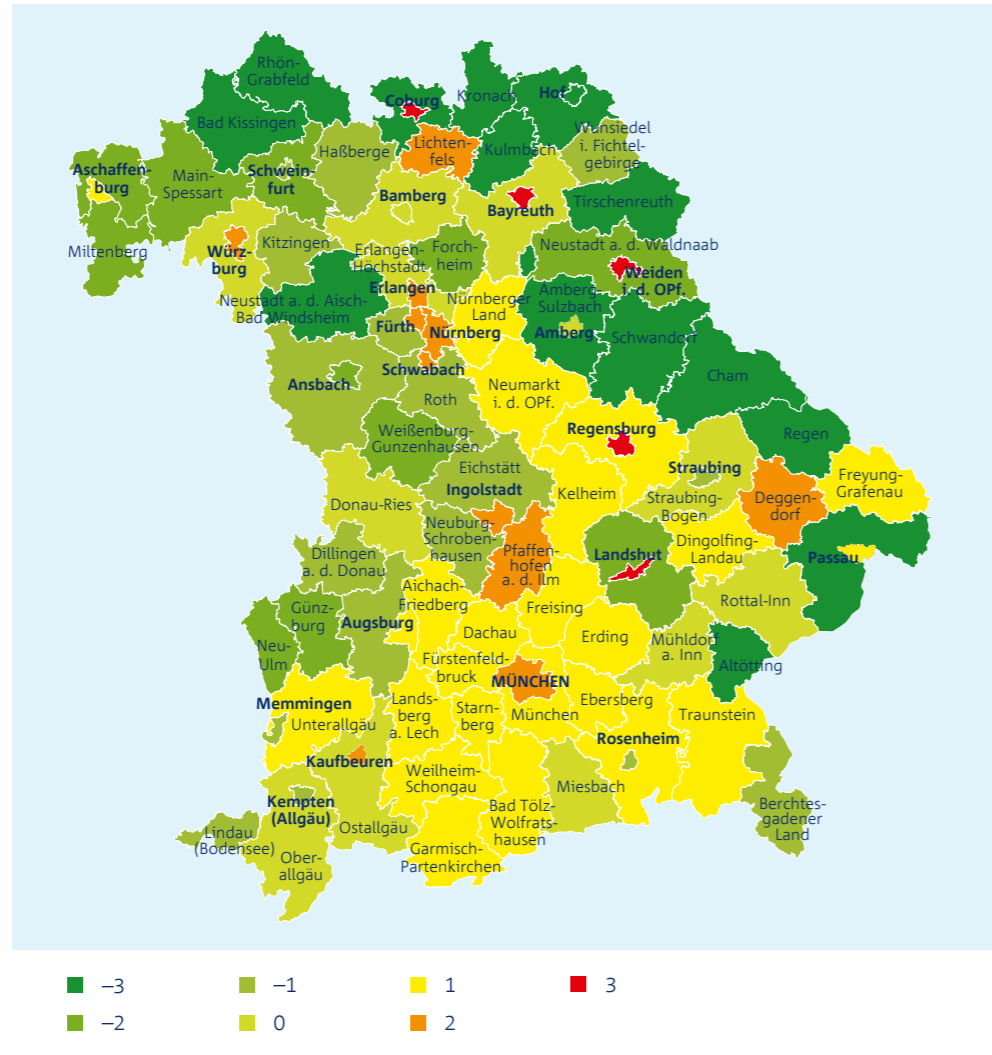 Rhön-
Grabfeld
Coburg
Kronach
Hof
Bad Kissingen
Wunsiedel
i. Fichtel-
gebirge
Haßberge
Lichten-
fels
Kulmbach
Aschaffen-
burg
Main-
Spessart
Schwein-
furt
Bamberg
Bayreuth
Tirschenreuth
Miltenberg
Würz-
burg
Kitzingen
Erlangen-
Höchstadt
Forch-
heim
Neustadt a. d. Waldnaab
Weiden
i. d. OPf.
Neustadt a. d. Aisch-
Bad Windsheim
Erlangen
Nürnberger
Land
Amberg-
Sulzbach
Fürth
Nürnberg
Amberg
Schwandorf
Ansbach
Schwabach
Roth
Neumarkt
i. d. OPf.
Cham
Weißenburg-
Gunzenhausen
Regensburg
Regen
Eichstätt
Ingolstadt
Kelheim
Straubing
Straubing-
Bogen
Deggen-
dorf
Freyung-
Grafenau
Donau-Ries
Neuburg-
Schroben-
hausen
Pfaffen-
hofen
a. d. Ilm
Landshut
Dingolfing-
Landau
Passau
Dillingen
a. d. Donau
Aichach-
Friedberg
Freising
Rottal-Inn
Günz-
burg
Augsburg
Dachau
Erding
Mühldorf
a. Inn
Neu-
Ulm
Fürstenfeld-
bruck
MÜNCHEN
Altötting
Memmingen
Unterallgäu
Lands-
berg
a. Lech
Starn-
berg
München
Ebersberg
Traunstein
Kaufbeuren
Rosenheim
Weilheim-
Schongau
Miesbach
Kempten
(Allgäu)
Bad Tölz-
Wolfrats-
hausen
Berchtes-
gadener
Land
Lindau
(Bodensee)
Ober-
allgäu
Ostallgäu
Garmisch-
Partenkirchen
–3
–1
1
3
–2
0
2